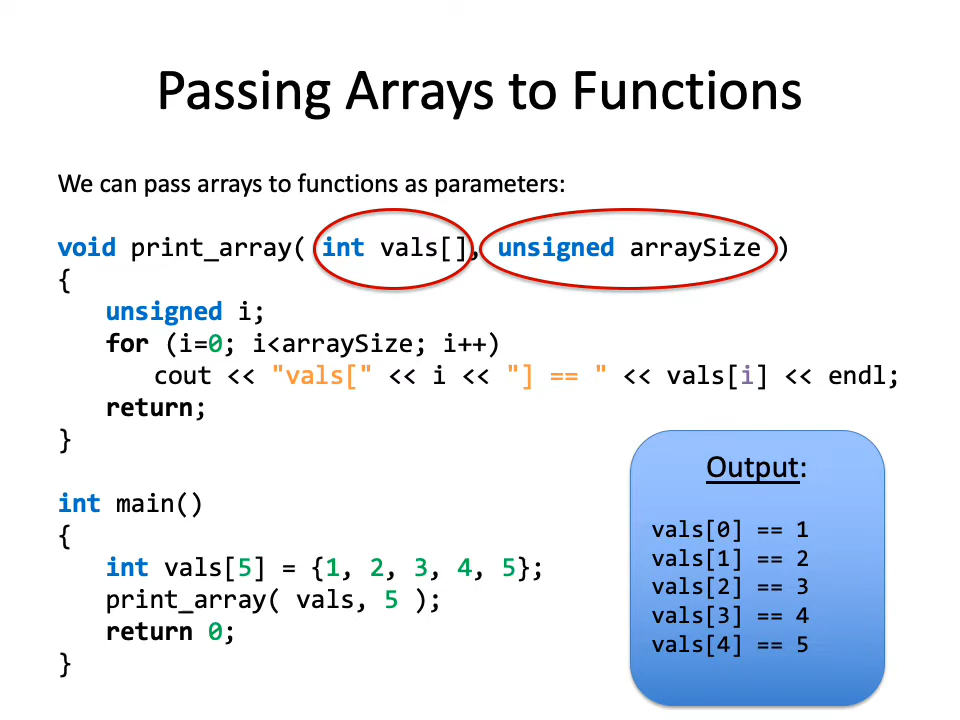 Passing Arrays to Functions
We can pass arrays to functions as parameters:
void print_array( int vals[], unsigned arraySize )
{
unsigned i;
for (i=0; i<arraySize; i++)
cout << "vals[" << i << "] == " << vals[i] << endl;
return;
}
int main()
{
int vals[5] = {1, 2, 3, 4, 5};
print_array( vals, 5 );
return 0;
}
Output:
vals[0] == 1
vals[1] == 2
vals[2] == 3
vals[3] == 4
vals[4] == 5